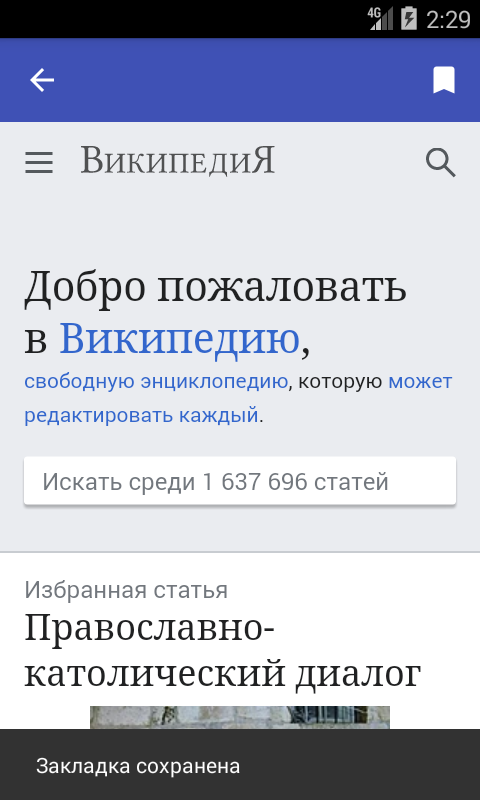 4G 2:29
ВикипедиЯ
Добро пожаловать
в Википедию,
свободную энциклопедию, которую может
редактировать каждый.
Искать среди 1 637 696 статей
Избранная статья
Православно-
католический диалог
Закладка сохранена